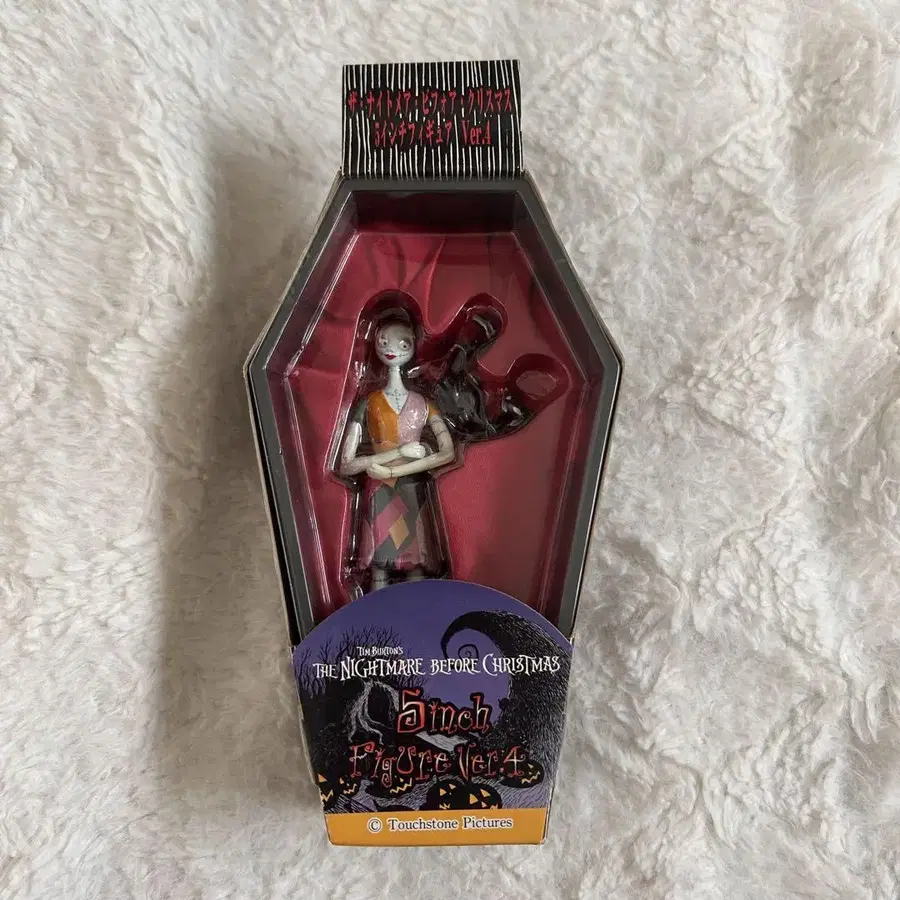 ザ・ナイトメア・ビフォア・クリスマス
5インチフィギュア Ver.4
TIM BURTON'S
THE NIGHTMARE BEFORE CHRISTMAS
5inch
Figure Ver.4
© Touchstone Pictures